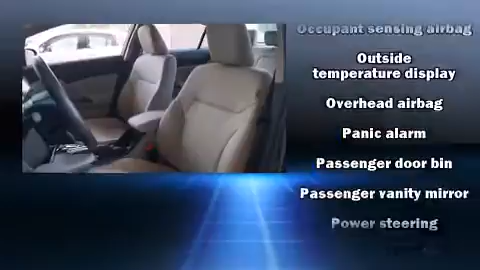 Occupant sensing airbag
Outside
temperature display
Overhead airbag
Panic alarm
Passenger door bin
Passenger vanity mirror
Power steering